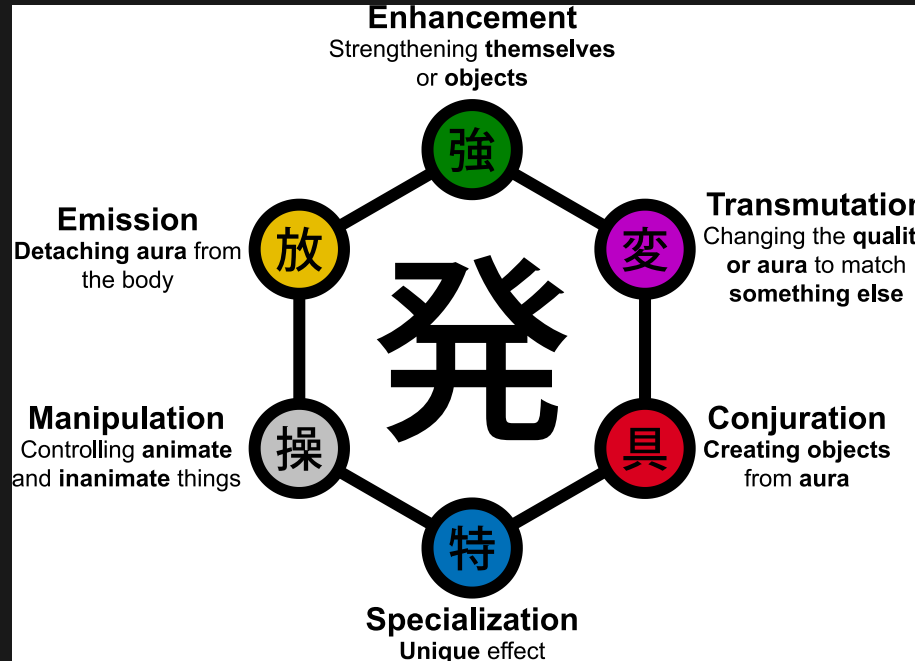 Enhancement
Strengthening themselves
or objects
強
Emission
Detaching aura from
the body
放
変
Transmutation
Changing the qualit
or aura to match
something else
発
Manipulation
Controlling animate
and inanimate things
操
具
Conjuration
Creating objects
from aura
特
Specialization
Unique effect